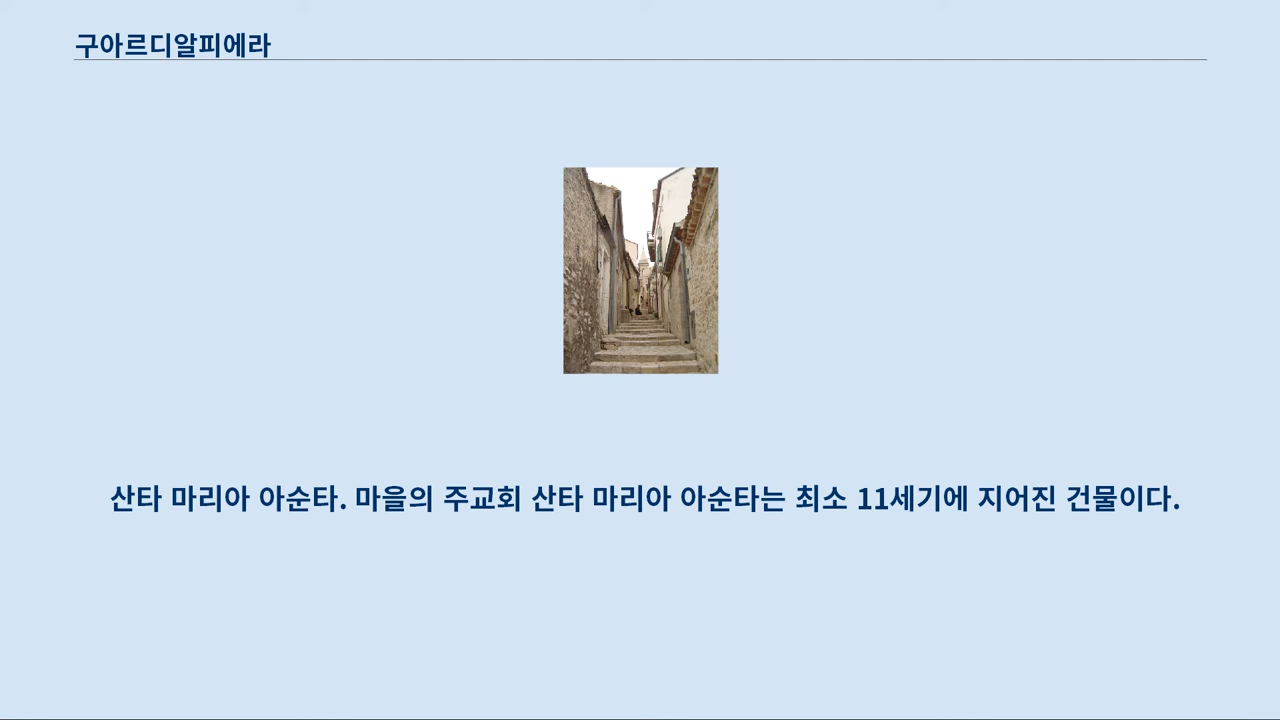 구아르디알피에라
산타 마리아 아순타. 마을의 주교회 산타 마리아 아순타는 최소 11세기에 지어진 건물이다.